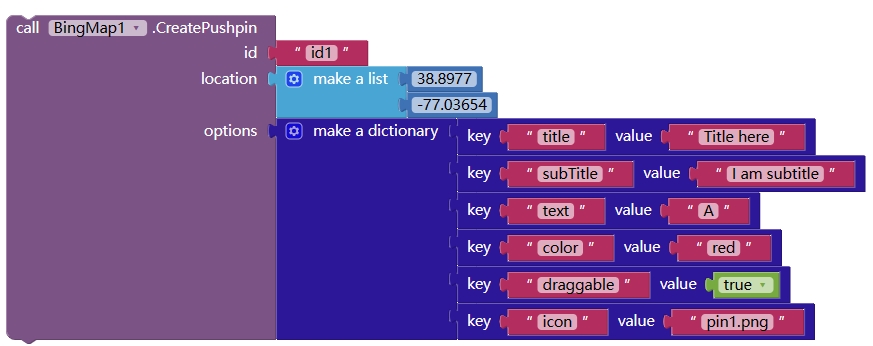 call BingMap1 .CreatePushpin
id " id1 "
location make a list 38.8977
-77.03654
options make a dictionary key " title " value " Title here "
key " subTitle " value " I am subtitle "
key " text " value " A "
key " color " value " red "
key " draggable " value true
key " icon " value " pin1.png "